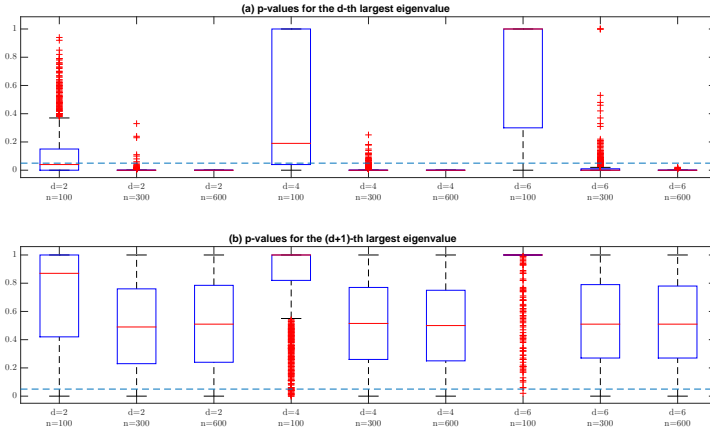 (a) p-values for the d-th largest eigenvalue
1
0.8
0.6
0.4
0.2
0
d=2 d=2 d=2 d=4 d=4 d=4 d=6 d=6 d=6
n=100 n=300 n=600 n=100 n=300 n=600 n=100 n=300 n=600
(b) p-values for the (d+1)-th largest eigenvalue
1
0.8
0.6
0.4
0.2
0
d=2 d=2 d=2 d=4 d=4 d=4 d=6 d=6 d=6
n=100 n=300 n=600 n=100 n=300 n=600 n=100 n=300 n=600